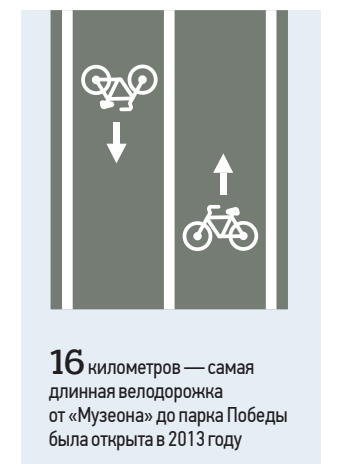 16 километров — самая
длинная велодорожка
от «Музеона» до парка Победы
была открыта в 2013 году